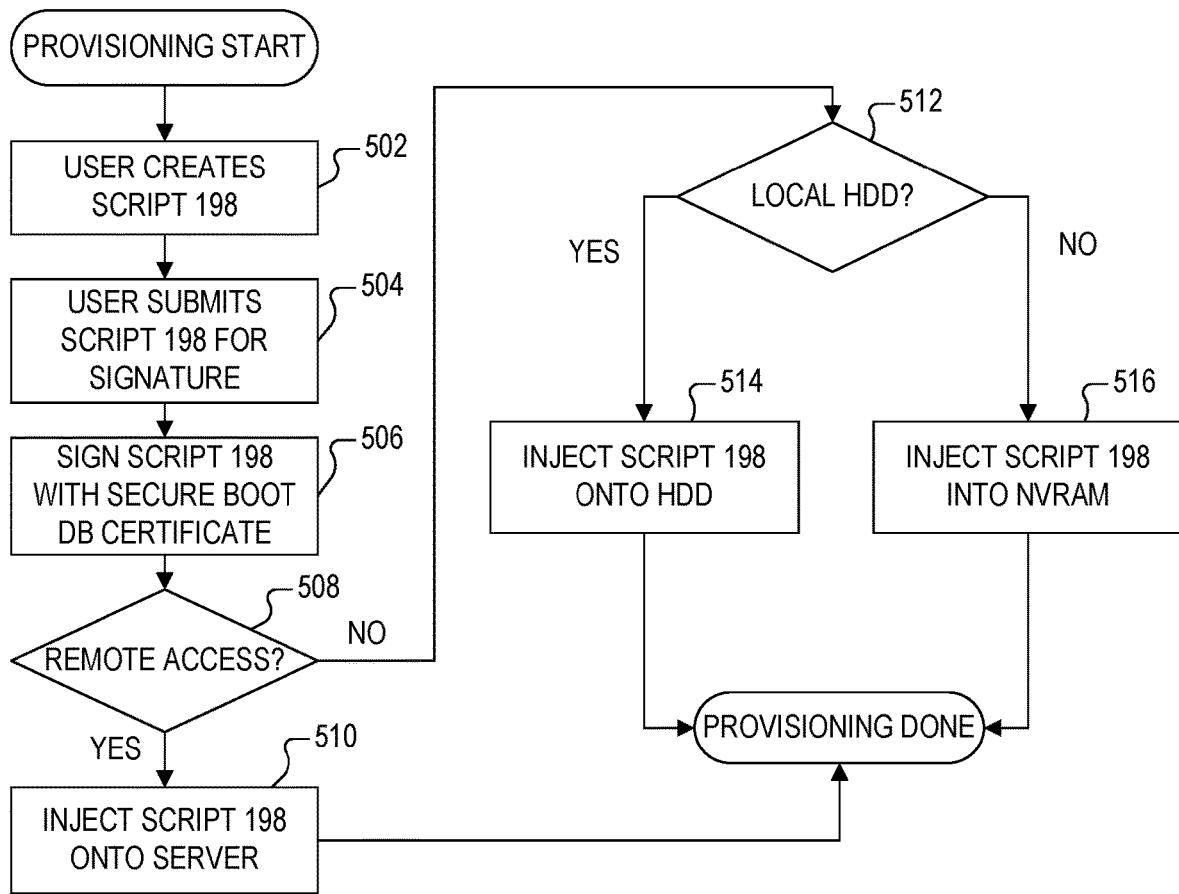 PROVISIONING START
502
USER CREATES
SCRIPT 198
504
USER SUBMITS
SCRIPT 198 FOR
SIGNATURE
506
SIGN SCRIPT 198
WITH SECURE BOOT
DB CERTIFICATE
508
REMOTE ACCESS?
NO
YES
510
INJECT SCRIPT 198
ONTO SERVER
512
LOCAL HDD?
YES
NO
514
INJECT SCRIPT 198
ONTO HDD
516
INJECT SCRIPT 198
INTO NVRAM
PROVISIONING DONE